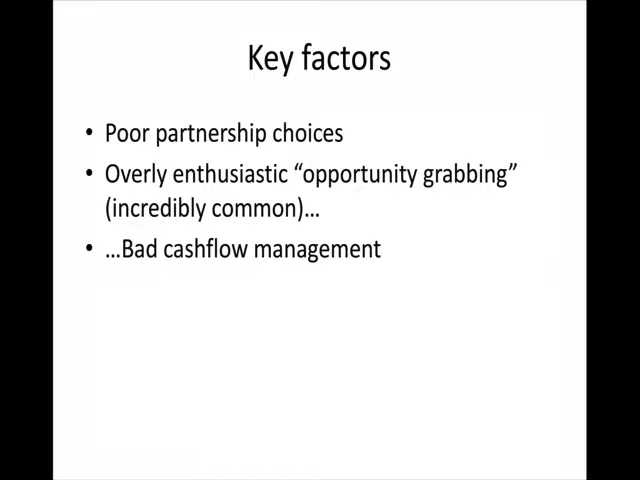 Key factors
• Poor partnership choices
• Overly enthusiastic “opportunity grabbing”
(incredibly common)…
• …Bad cashflow management